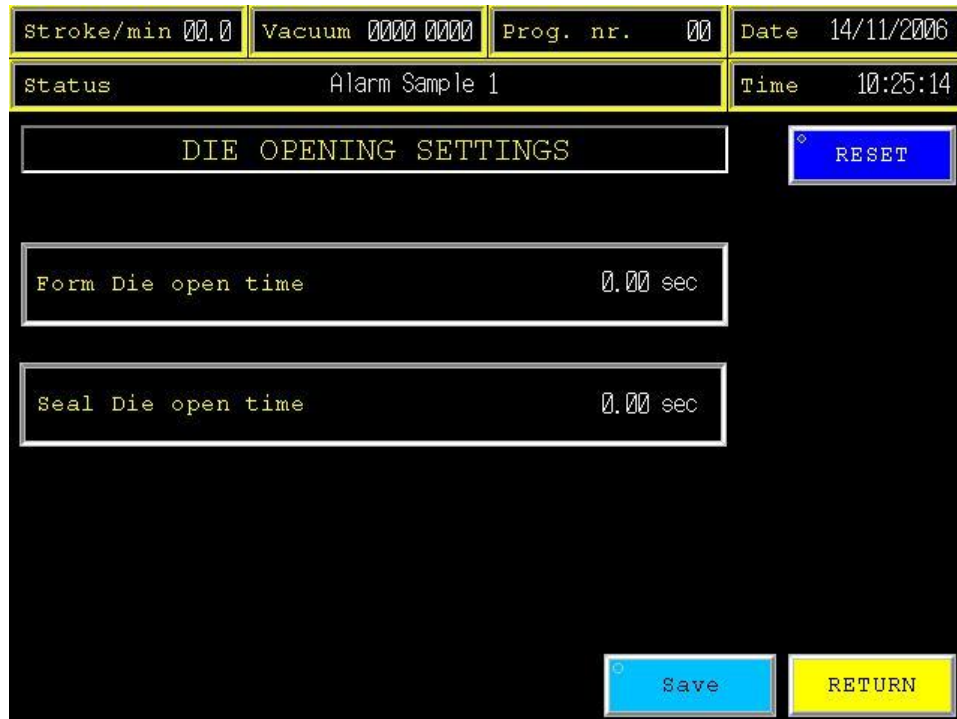 Stroke/min 00.0 Vacuum 0000 0000 Prog. nr. 00 Date 14/11/2006
Status Alarm Sample 1 Time 10:25:14
DIE OPENING SETTINGS
RESET
Form Die open time 0.00 sec
Seal Die open time 0.00 sec
Save RETURN